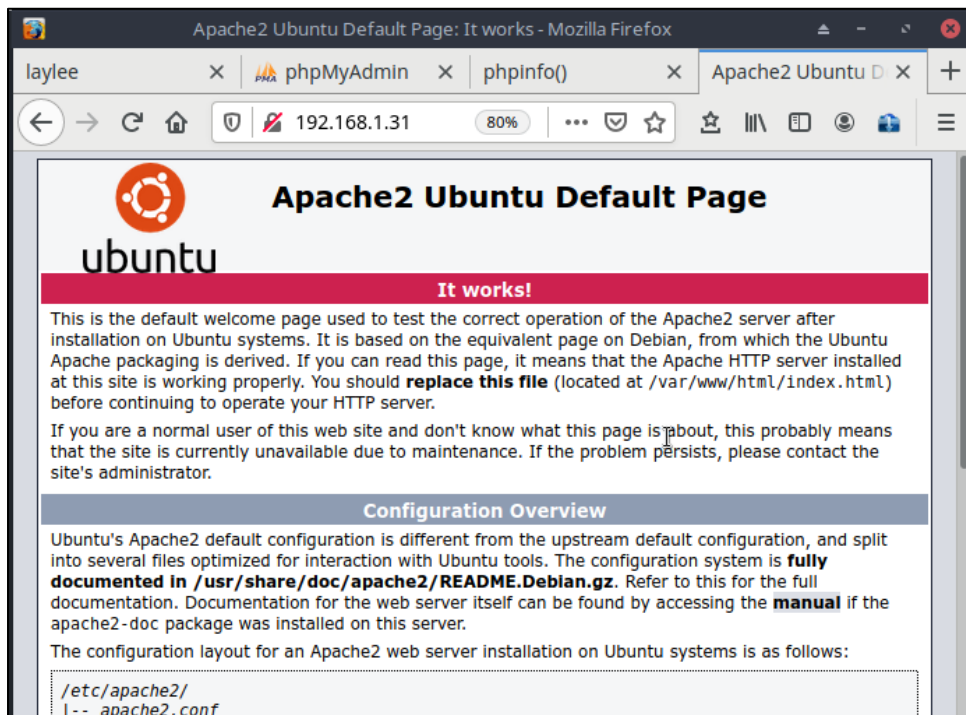 Apache2 Ubuntu Default Page: It works - Mozilla Firefox
laylee
phpMyAdmin
phpinfo()
Apache2 Ubuntu D
192.168.1.31
80%
ubuntu
Apache2 Ubuntu Default Page
It works!
This is the default welcome page used to test the correct operation of the Apache2 server after
installation on Ubuntu systems. It is based on the equivalent page on Debian, from which the Ubuntu
Apache packaging is derived. If you can read this page, it means that the Apache HTTP server installed
at this site is working properly. You should replace this file (located at /var/www/html/index.html)
before continuing to operate your HTTP server.
If you are a normal user of this web site and don't know what this page is about, this probably means
that the site is currently unavailable due to maintenance. If the problem persists, please contact the
site's administrator.
Configuration Overview
Ubuntu's Apache2 default configuration is different from the upstream default configuration, and split
into several files optimized for interaction with Ubuntu tools. The configuration system is fully
documented in /usr/share/doc/apache2/README.Debian.gz. Refer to this for the full
documentation. Documentation for the web server itself can be found by accessing the manual if the
apache2-doc package was installed on this server.
The configuration layout for an Apache2 web server installation on Ubuntu systems is as follows:
/etc/apache2/
|-- apache2.conf